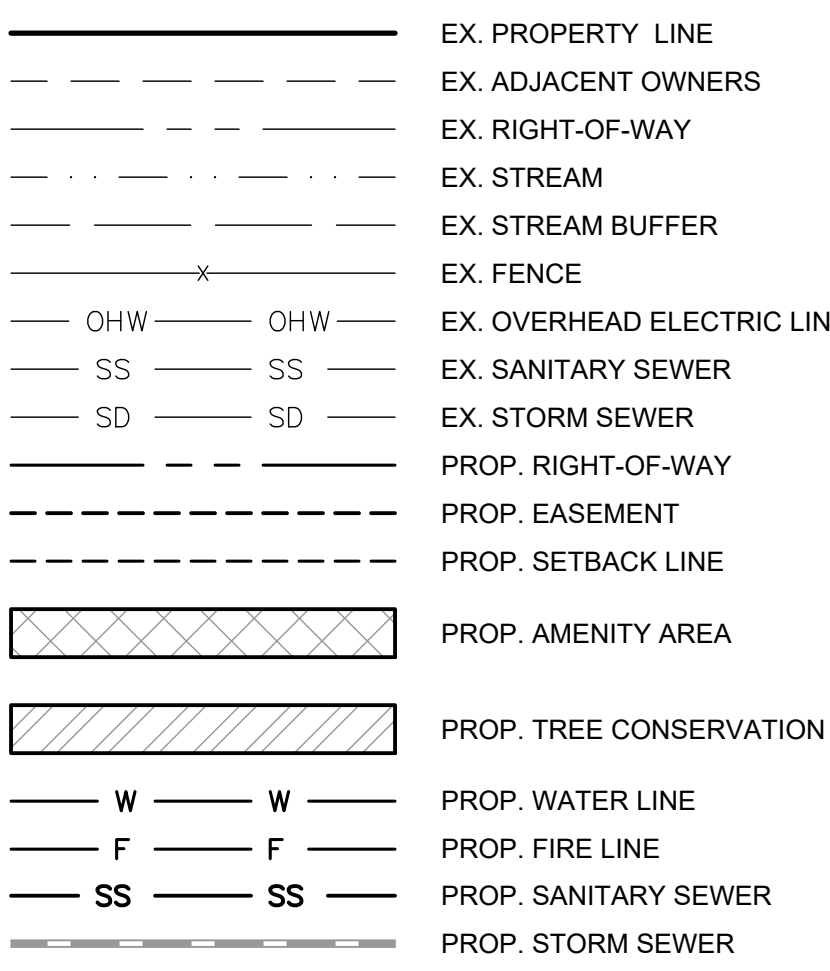 EX. PROPERTY LINE
EX. ADJACENT OWNERS
EX. RIGHT-OF-WAY
EX. STREAM
EX. STREAM BUFFER
X EX. FENCE
OHW OHW EX. OVERHEAD ELECTRIC LIN
SS SS EX. SANITARY SEWER
SD SD EX. STORM SEWER
PROP. RIGHT-OF-WAY
PROP. EASEMENT
PROP. SETBACK LINE
PROP. AMENITY AREA
PROP. TREE CONSERVATION
W W PROP. WATER LINE
F F PROP. FIRE LINE
SS SS PROP. SANITARY SEWER
PROP. STORM SEWER